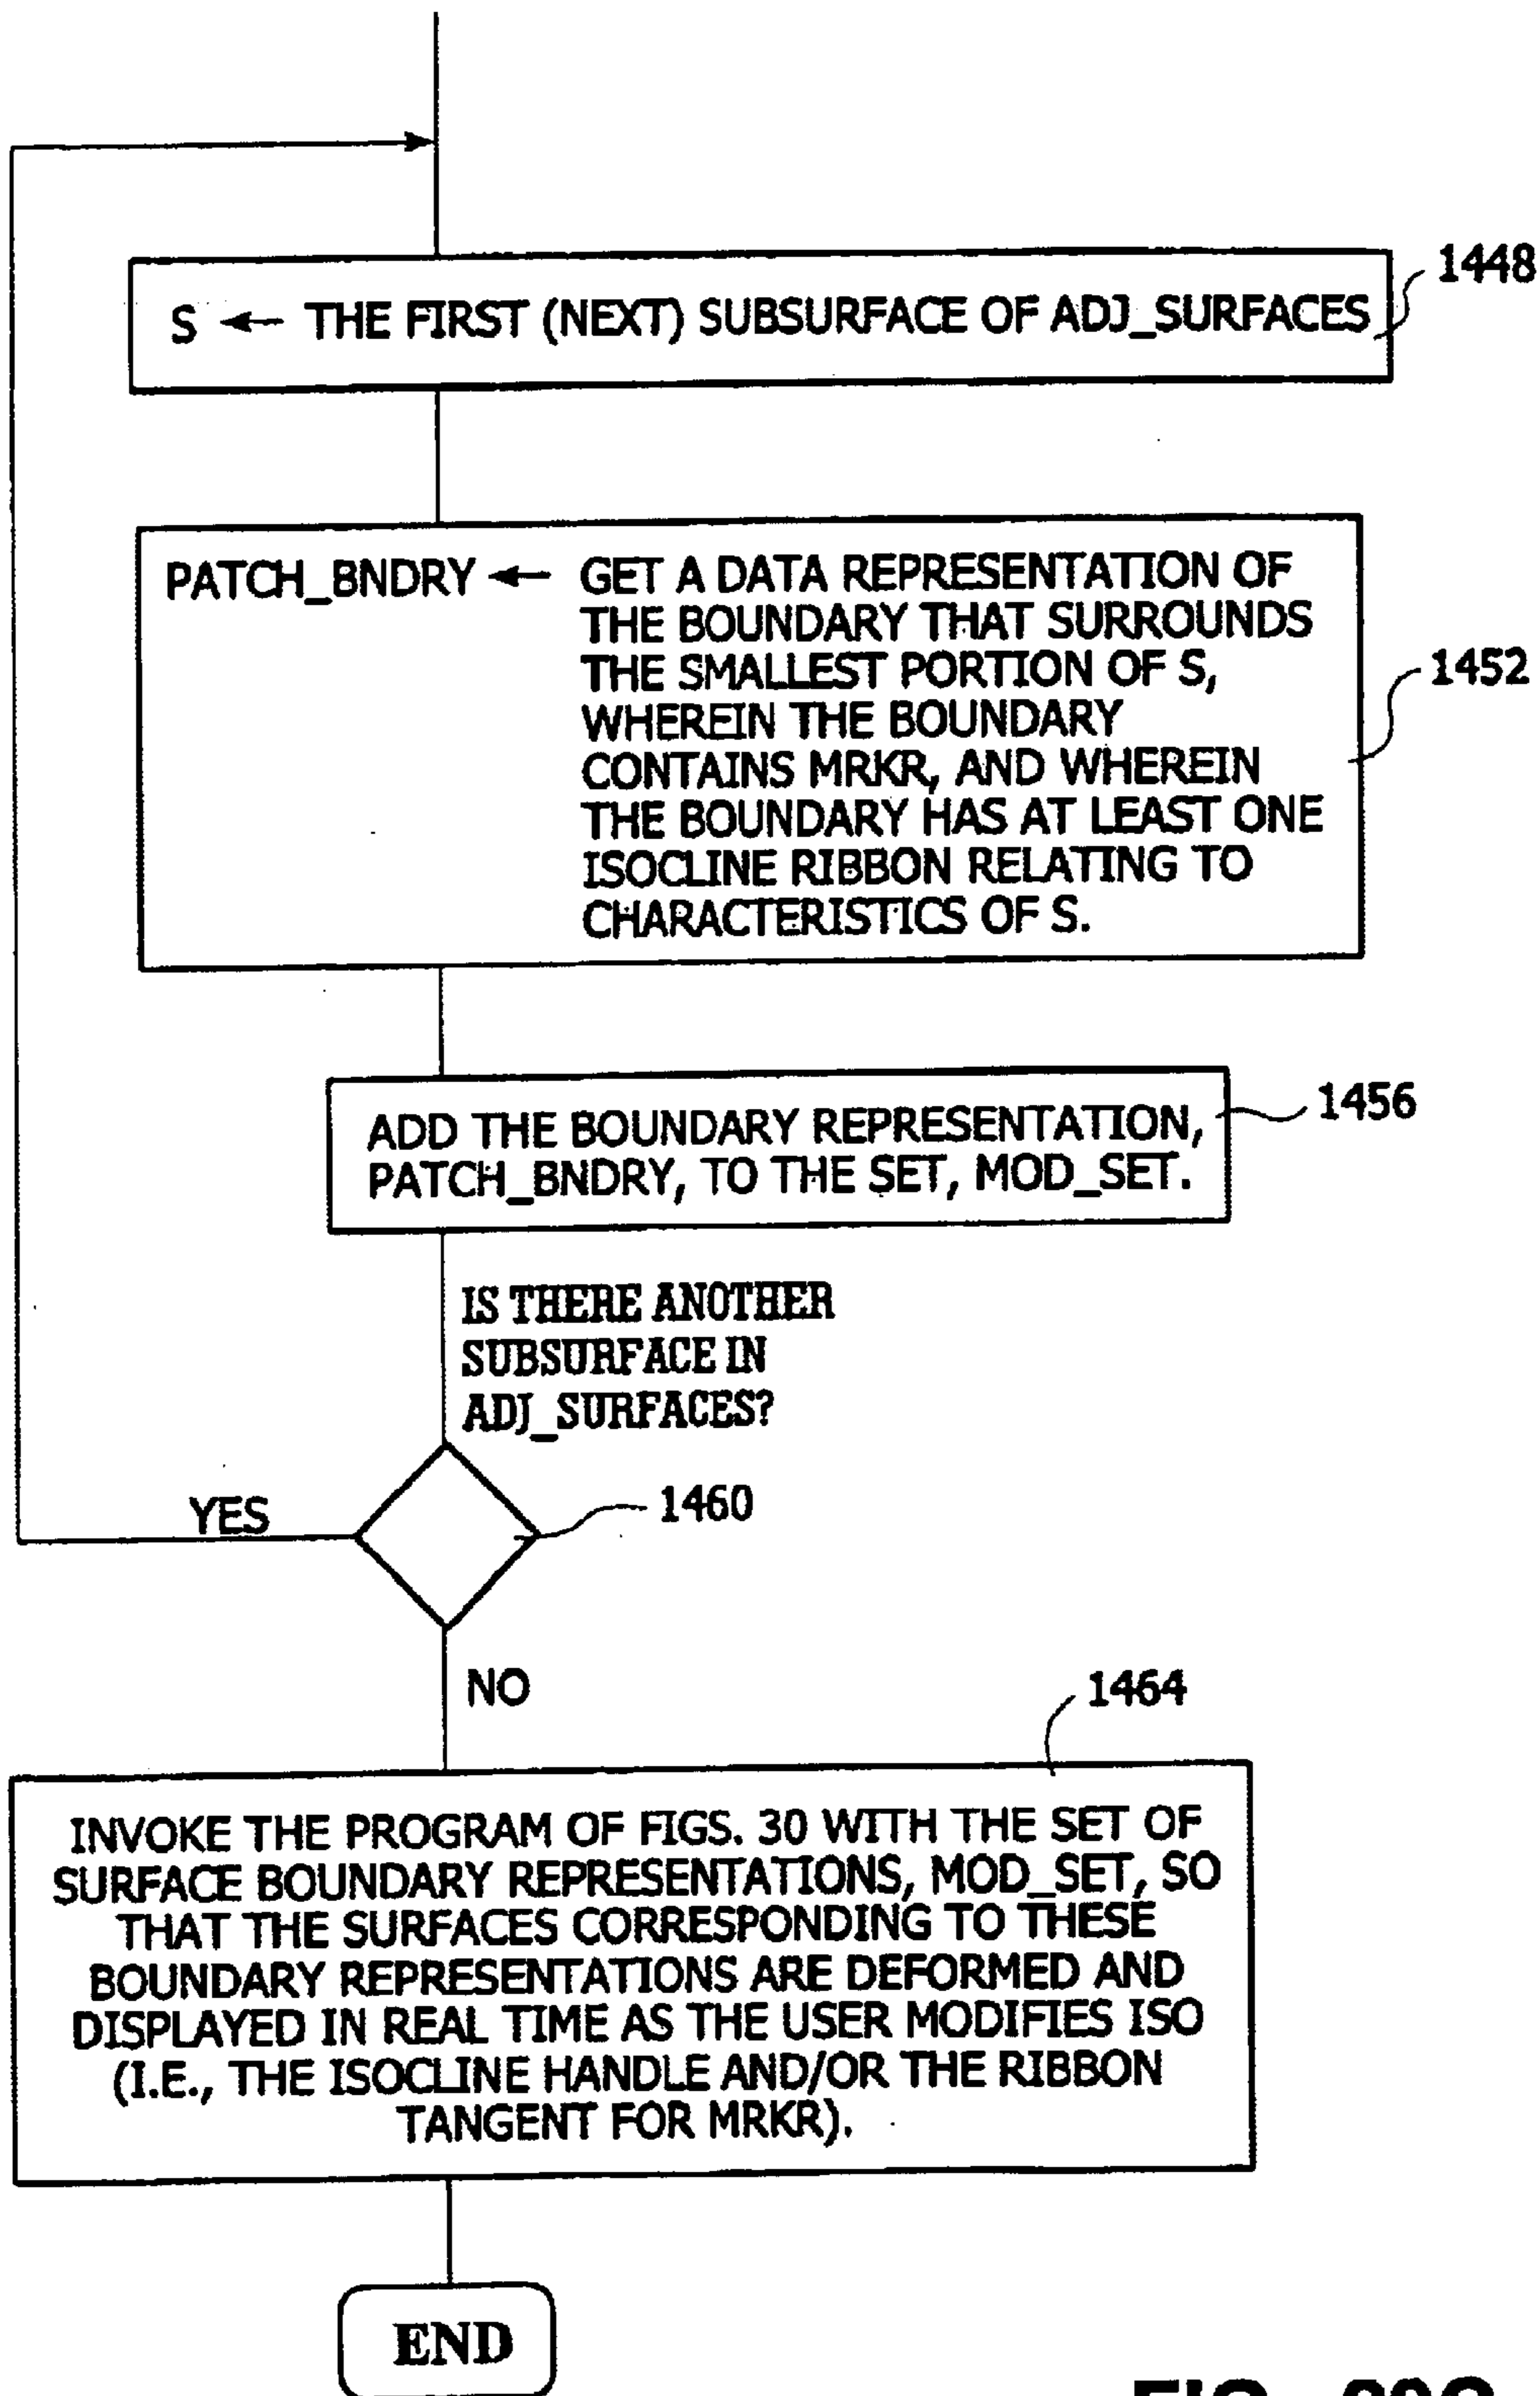 1448
S ← THE FIRST (NEXT) SUBSURFACE OF ADJ_SURFACES
PATCH_BNDRY ← GET A DATA REPRESENTATION OF
THE BOUNDARY THAT SURROUNDS
THE SMALLEST PORTION OF S,
WHEREIN THE BOUNDARY
CONTAINS MRKR, AND WHEREIN
THE BOUNDARY HAS AT LEAST ONE
ISOCLINE RIBBON RELATING TO
CHARACTERISTICS OF S.
1452
ADD THE BOUNDARY REPRESENTATION,
PATCH_BNDRY, TO THE SET, MOD_SET.
1456
IS THERE ANOTHER
SUBSURFACE IN
ADJ_SURFACES?
YES
1460
NO
1464
INVOKE THE PROGRAM OF FIGS. 30 WITH THE SET OF
SURFACE BOUNDARY REPRESENTATIONS, MOD_SET, SO
THAT THE SURFACES CORRESPONDING TO THESE
BOUNDARY REPRESENTATIONS ARE DEFORMED AND
DISPLAYED IN REAL TIME AS THE USER MODIFIES ISO
(I.E., THE ISOCLINE HANDLE AND/OR THE RIBBON
TANGENT FOR MRKR).
END
FIG.